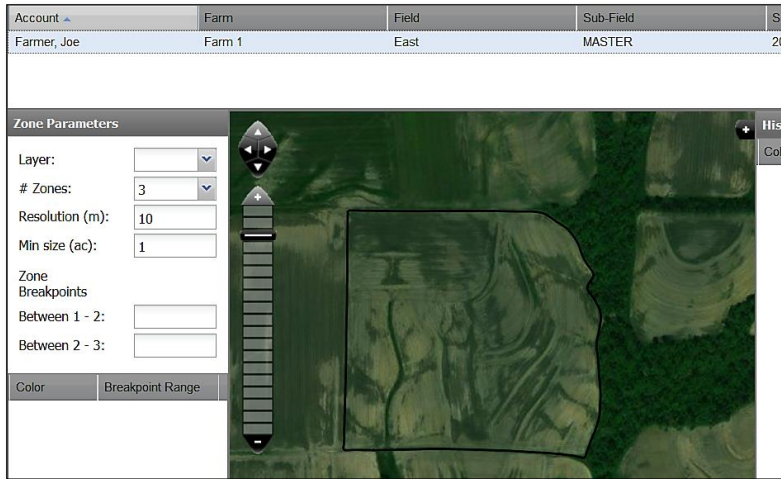 Account Farm Field Sub-Field S
Farmer, Joe Farm 1 East MASTER 20
Zone Parameters His
Col
Layer:
# Zones: 3
Resolution (m): 10
Min size (ac): 1
Zone
Breakpoints
Between 1 - 2:
Between 2 - 3:
Color Breakpoint Range